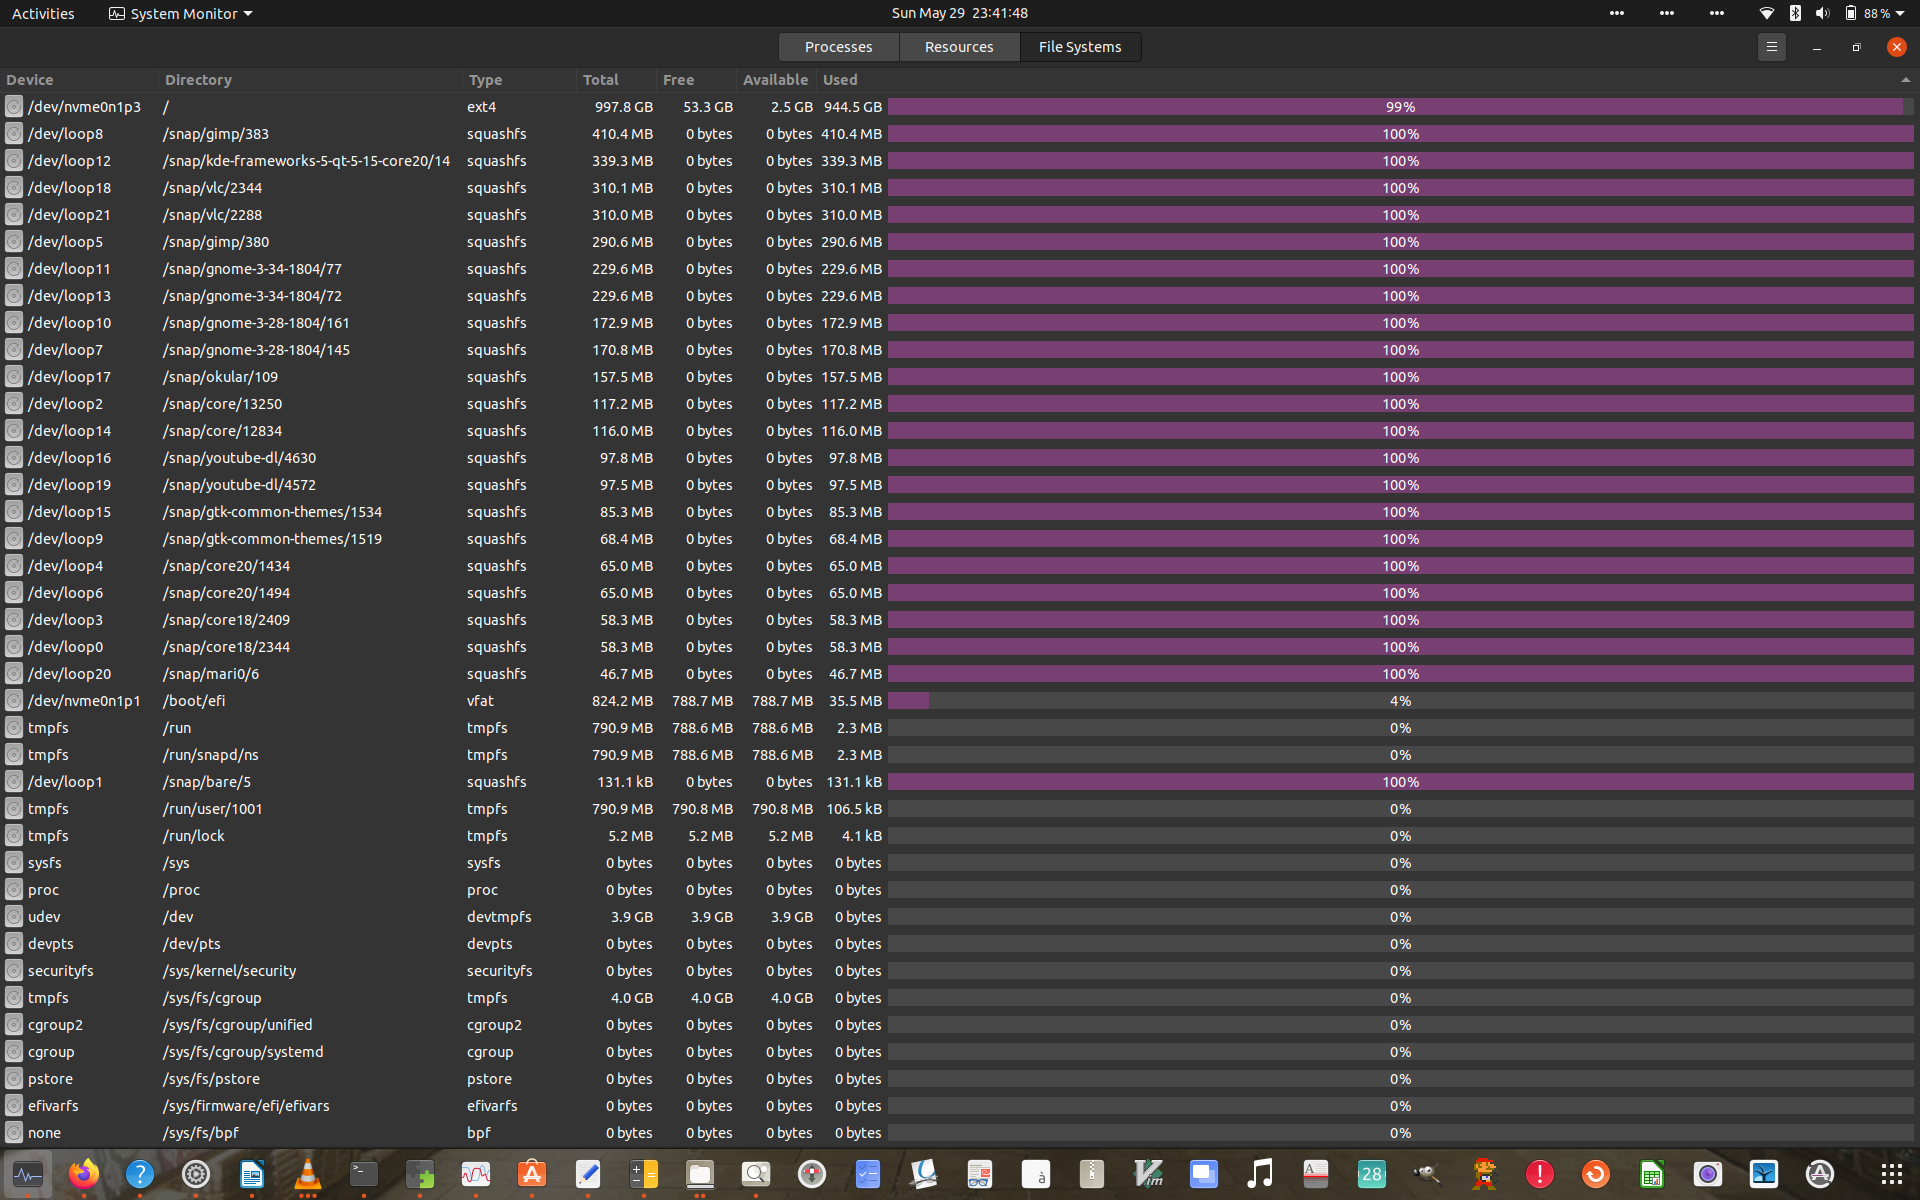 Activities System Monitor Sun May 29 23:41:48 88%
Processes Resources File Systems
Device Directory Type Total Free Available Used
/dev/nvme0n1p3 / ext4 997.8 GB 53.3 GB 2.5 GB 944.5 GB 99%
/dev/loop8 /snap/gimp/383 squashfs 410.4 MB 0 bytes 0 bytes 410.4 MB 100%
/dev/loop12 /snap/kde-frameworks-5-qt-5-15-core20/14 squashfs 339.3 MB 0 bytes 0 bytes 339.3 MB 100%
/dev/loop18 /snap/vlc/2344 squashfs 310.1 MB 0 bytes 0 bytes 310.1 MB 100%
/dev/loop21 /snap/vlc/2288 squashfs 310.0 MB 0 bytes 0 bytes 310.0 MB 100%
/dev/loop5 /snap/gimp/380 squashfs 290.6 MB 0 bytes 0 bytes 290.6 MB 100%
/dev/loop11 /snap/gnome-3-34-1804/77 squashfs 229.6 MB 0 bytes 0 bytes 229.6 MB 100%
/dev/loop13 /snap/gnome-3-34-1804/72 squashfs 229.6 MB 0 bytes 0 bytes 229.6 MB 100%
/dev/loop10 /snap/gnome-3-28-1804/161 squashfs 172.9 MB 0 bytes 0 bytes 172.9 MB 100%
/dev/loop7 /snap/gnome-3-28-1804/145 squashfs 170.8 MB 0 bytes 0 bytes 170.8 MB 100%
/dev/loop17 /snap/okular/109 squashfs 157.5 MB 0 bytes 0 bytes 157.5 MB 100%
/dev/loop2 /snap/core/13250 squashfs 117.2 MB 0 bytes 0 bytes 117.2 MB 100%
/dev/loop14 /snap/core/12834 squashfs 116.0 MB 0 bytes 0 bytes 116.0 MB 100%
/dev/loop16 /snap/youtube-dl/4630 squashfs 97.8 MB 0 bytes 0 bytes 97.8 MB 100%
/dev/loop19 /snap/youtube-dl/4572 squashfs 97.5 MB 0 bytes 0 bytes 97.5 MB 100%
/dev/loop15 /snap/gtk-common-themes/1534 squashfs 85.3 MB 0 bytes 0 bytes 85.3 MB 100%
/dev/loop9 /snap/gtk-common-themes/1519 squashfs 68.4 MB 0 bytes 0 bytes 68.4 MB 100%
/dev/loop4 /snap/core20/1434 squashfs 65.0 MB 0 bytes 0 bytes 65.0 MB 100%
/dev/loop6 /snap/core20/1494 squashfs 65.0 MB 0 bytes 0 bytes 65.0 MB 100%
/dev/loop3 /snap/core18/2409 squashfs 58.3 MB 0 bytes 0 bytes 58.3 MB 100%
/dev/loop0 /snap/core18/2344 squashfs 58.3 MB 0 bytes 0 bytes 58.3 MB 100%
/dev/loop20 /snap/mari0/6 squashfs 46.7 MB 0 bytes 0 bytes 46.7 MB 100%
/dev/nvme0n1p1 /boot/efi vfat 824.2 MB 788.7 MB 788.7 MB 35.5 MB 4%
tmpfs /run tmpfs 790.9 MB 788.6 MB 788.6 MB 2.3 MB 0%
tmpfs /run/snapd/ns tmpfs 790.9 MB 788.6 MB 788.6 MB 2.3 MB 0%
/dev/loop1 /snap/bare/5 squashfs 131.1 kB 0 bytes 0 bytes 131.1 kB 100%
tmpfs /run/user/1001 tmpfs 790.9 MB 790.8 MB 790.8 MB 106.5 kB 0%
tmpfs /run/lock tmpfs 5.2 MB 5.2 MB 5.2 MB 4.1 kB 0%
sysfs /sys sysfs 0 bytes 0 bytes 0 bytes 0 bytes 0%
proc /proc proc 0 bytes 0 bytes 0 bytes 0 bytes 0%
udev /dev devtmpfs 3.9 GB 3.9 GB 3.9 GB 0 bytes 0%
devpts /dev/pts devpts 0 bytes 0 bytes 0 bytes 0 bytes 0%
securityfs /sys/kernel/security securityfs 0 bytes 0 bytes 0 bytes 0 bytes 0%
tmpfs /sys/fs/cgroup tmpfs 4.0 GB 4.0 GB 4.0 GB 0 bytes 0%
cgroup2 /sys/fs/cgroup/unified cgroup2 0 bytes 0 bytes 0 bytes 0 bytes 0%
cgroup /sys/fs/cgroup/systemd cgroup 0 bytes 0 bytes 0 bytes 0 bytes 0%
pstore /sys/fs/pstore pstore 0 bytes 0 bytes 0 bytes 0 bytes 0%
efivarfs /sys/firmware/efi/efivars efivarfs 0 bytes 0 bytes 0 bytes 0 bytes 0%
none /sys/fs/bpf bpf 0 bytes 0 bytes 0 bytes 0 bytes 0%
à Vim A 28